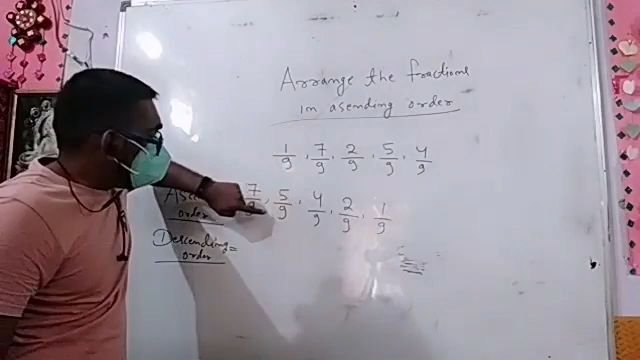 Arrange the fractions
in asending order
1/9, 7/9, 2/9, 5/9, 4/9
7/9, 5/9, 4/9, 2/9, 1/9
order
Descending =
order